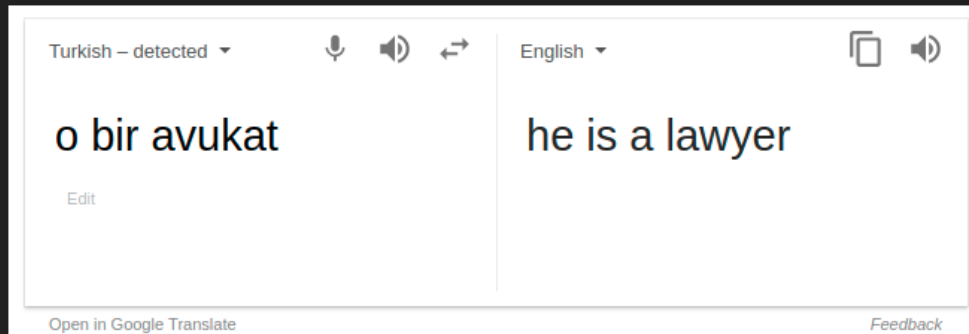 Turkish – detected English
o bir avukat he is a lawyer
Edit
Open in Google Translate Feedback